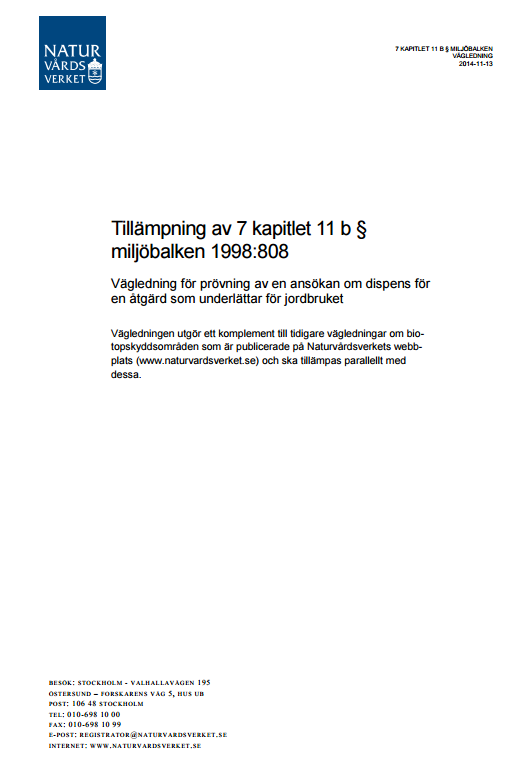 NATUR
VÅRDS
VERKET
7 KAPITLET 11 B § MILJÖBALKEN
VÄGLEDNING
2014-11-13
Tillämpning av 7 kapitlet 11 b §
miljöbalken 1998:808
Vägledning för prövning av en ansökan om dispens för
en åtgärd som underlättar för jordbruket
Vägledningen utgör ett komplement till tidigare vägledningar om bio-
topskyddsområden som är publicerade på Naturvårdsverkets webb-
plats (www.naturvardsverket.se) och ska tillämpas parallellt med
dessa.
BESÖK: STOCKHOLM - VALHALLAVÄGEN 195
ÖSTERSUND – FORSKARENS VÄG 5, HUS UB
POST: 106 48 STOCKHOLM
TEL: 010-698 10 00
FAX: 010-698 10 99
E-POST: REGISTRATOR@NATURVARDSVERKET.SE
INTERNET: WWW.NATURVARDSVERKET.SE